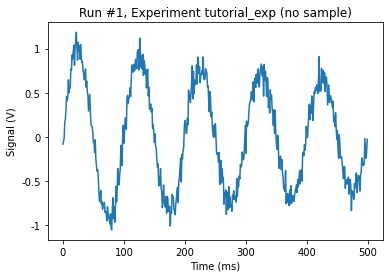 Run #1, Experiment tutorial_exp (no sample)
Signal (V)
1
0.5
0
-0.5
-1
0 100 200 300 400 500
Time (ms)